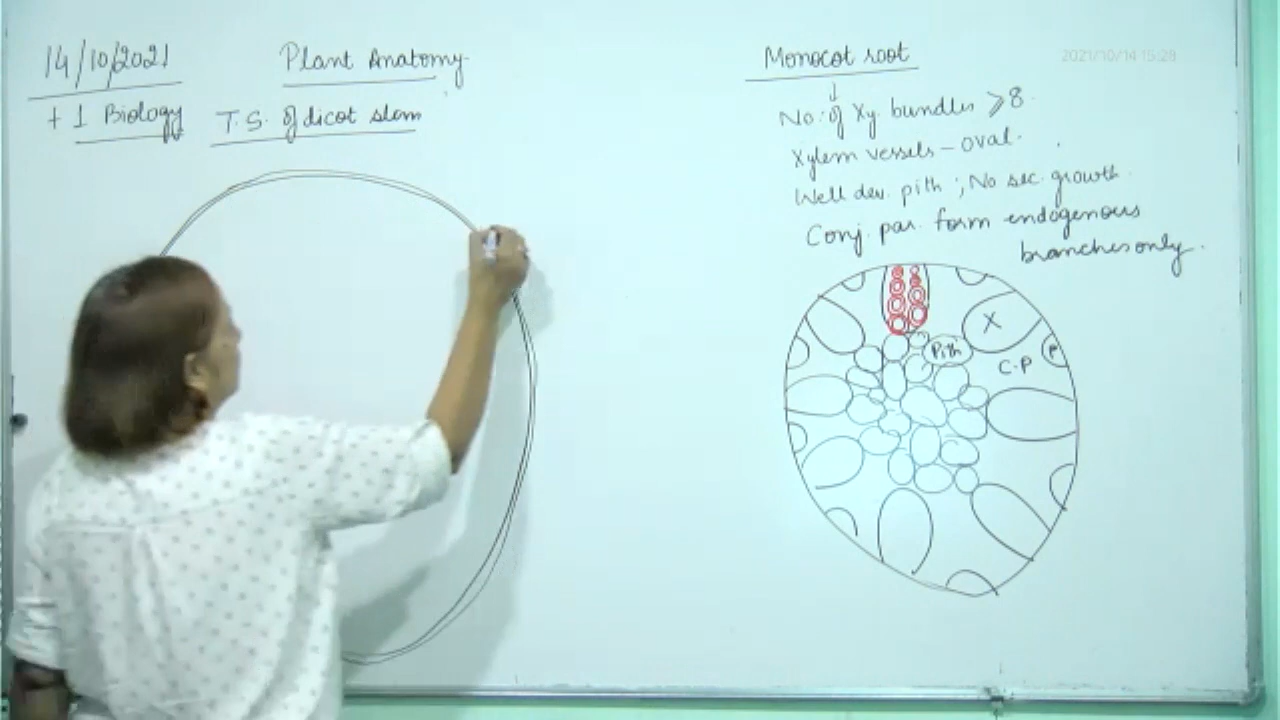 14/10/2021
Plant Anatomy
+1 Biology
T.S. of dicot stem
Monocot root
2021/10/14 15:28
↓
No: of Xy. bundles ⩾8.
Xylem vessels - oval.
Well dev. pith ; No sec. growth.
Conj. par. form endogenous
branches only.
X
Pith
P
C.P